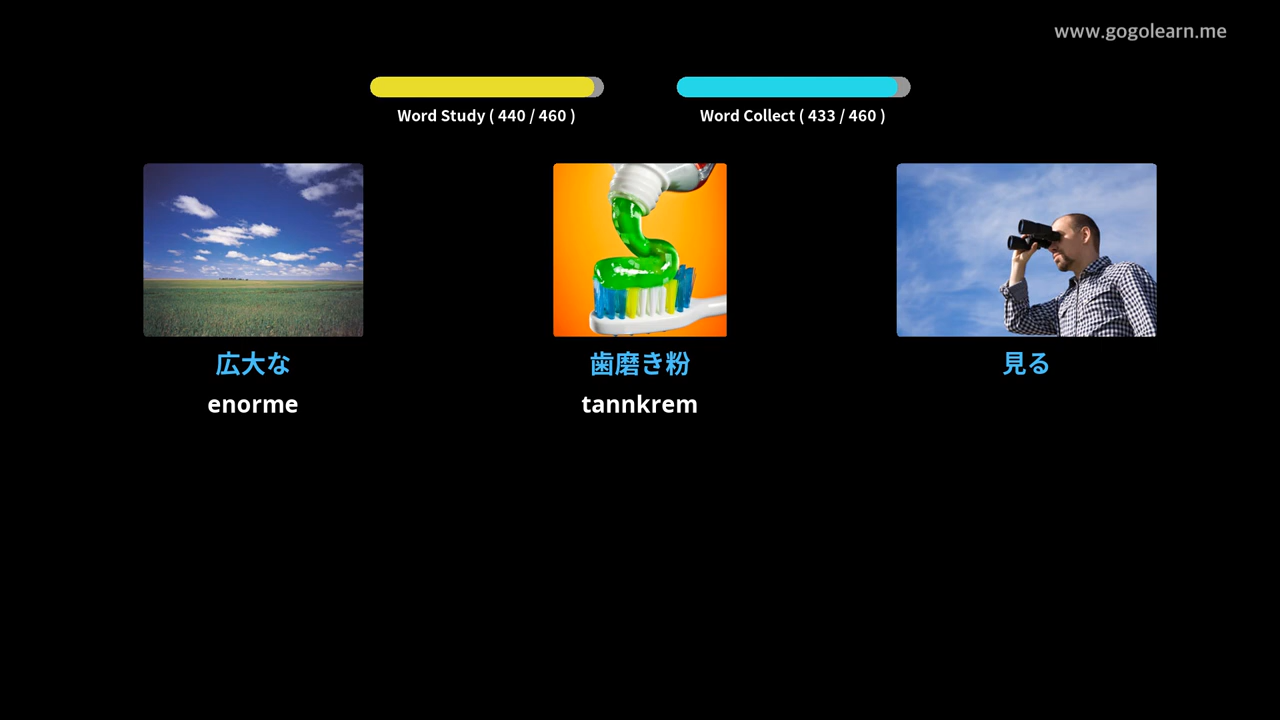 www.gogolearn.me
Word Study ( 440 / 460 )
Word Collect ( 433 / 460 )
広大な
enorme
歯磨き粉
tannkrem
見る